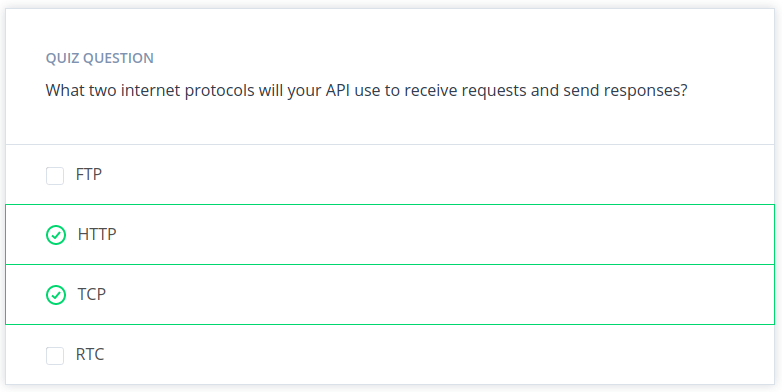 QUIZ QUESTION
What two internet protocols will your API use to receive requests and send responses?
FTP
HTTP
TCP
RTC